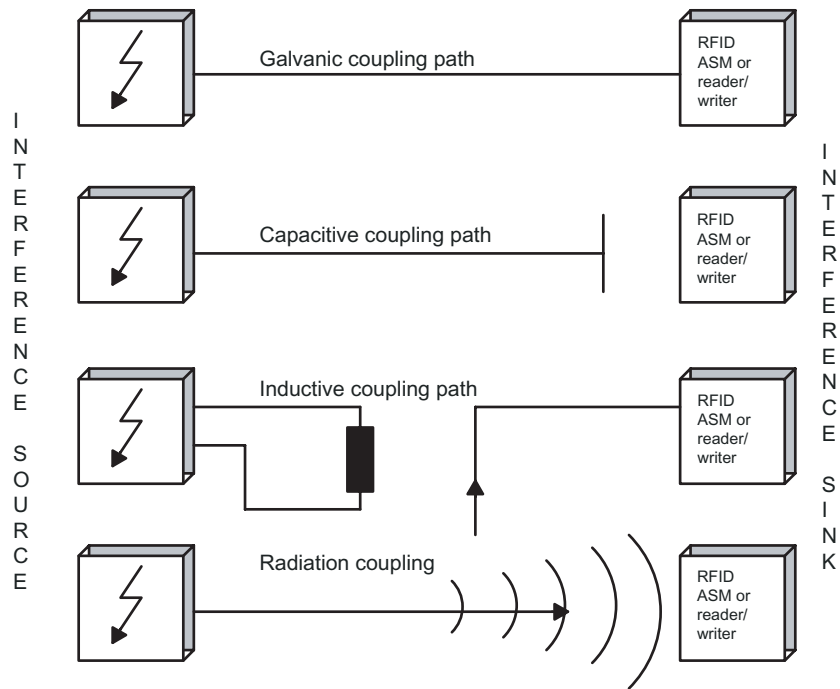 INTERFERENCE SOURCE
Galvanic coupling path
RFID
ASM or
reader/
writer
Capacitive coupling path
RFID
ASM or
reader/
writer
Inductive coupling path
RFID
ASM or
reader/
writer
Radiation coupling
RFID
ASM or
reader/
writer
INTERFERENCE SINK